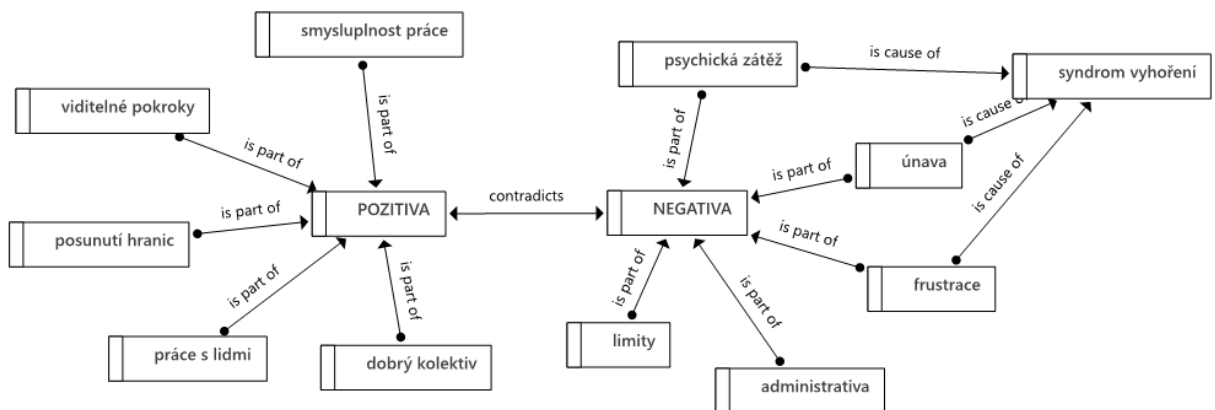 smysluplnost práce
psychická zátěž
is cause of
syndrom vyhoření
viditelné pokroky
is part of
is part of
is part of
is cause of
únava
is part of
is part of
POZITIVA
contradicts
NEGATIVA
is cause of
posunutí hranic
is part of
is part of
is part of
is part of
is part of
is part of
frustrace
práce s lidmi
dobrý kolektiv
limity
administrativa